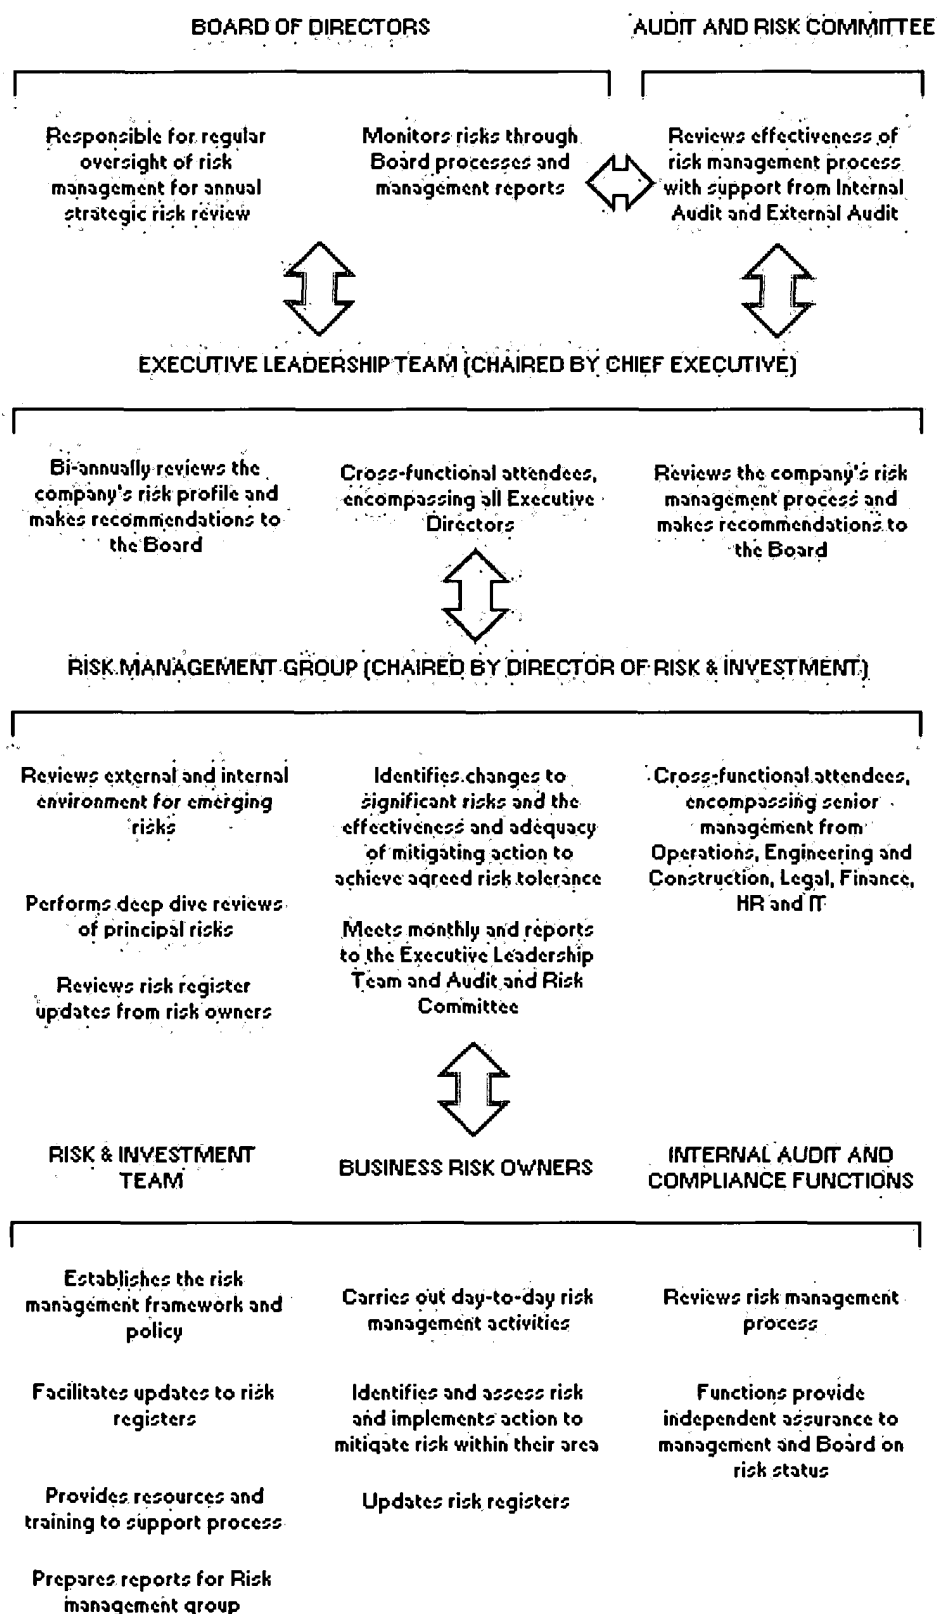 BOARD OF DIRECTORS
AUDIT AND RISK COMMITTEE
Responsible for regular
oversight of risk
management for annual
strategic risk review
Monitors risks through
Board processes and
management reports
Reviews effectiveness of
risk management process
with support from Internal
Audit and External Audit
EXECUTIVE LEADERSHIP TEAM (CHAIRED BY CHIEF EXECUTIVE)
Bi-annually reviews the
company's risk profile and
makes recommendations to
the Board
Cross-functional attendees,
encompassing all Executive
Directors
Reviews the company's risk
management process and
makes recommendations to
the Board
RISK MANAGEMENT GROUP (CHAIRED BY DIRECTOR OF RISK & INVESTMENT)
Reviews external and internal
environment for emerging
risks
Performs deep dive reviews
of principal risks
Reviews risk register
updates from risk owners
Identifies changes to
significant risks and the
effectiveness and adequacy
of mitigating action to
achieve agreed risk tolerance
Meets monthly and reports
to the Executive Leadership
Team and Audit and Risk
Committee
Cross-functional attendees,
encompassing senior
management from
Operations, Engineering and
Construction, Legal, Finance,
HR and IT
RISK & INVESTMENT
TEAM
BUSINESS RISK OWNERS
INTERNAL AUDIT AND
COMPLIANCE FUNCTIONS
Establishes the risk
management framework and
policy
Facilitates updates to risk
registers
Provides resources and
training to support process
Prepares reports for Risk
management group
Carries out day-to-day risk
management activities
Identifies and assess risk
and implements action to
mitigate risk within their area
Updates risk registers
Reviews risk management
process
Functions provide
independent assurance to
management and Board on
risk status